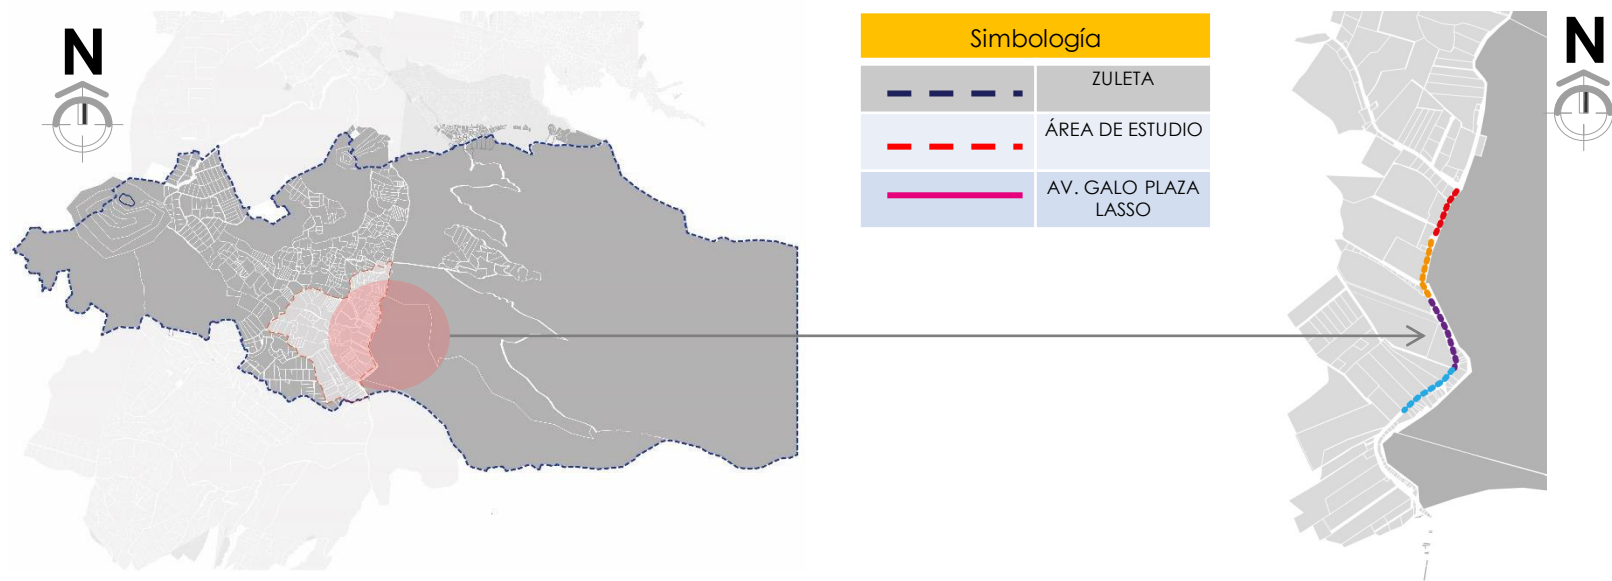 N
Simbología
ZULETA
ÁREA DE ESTUDIO
AV. GALO PLAZA
LASSO
N